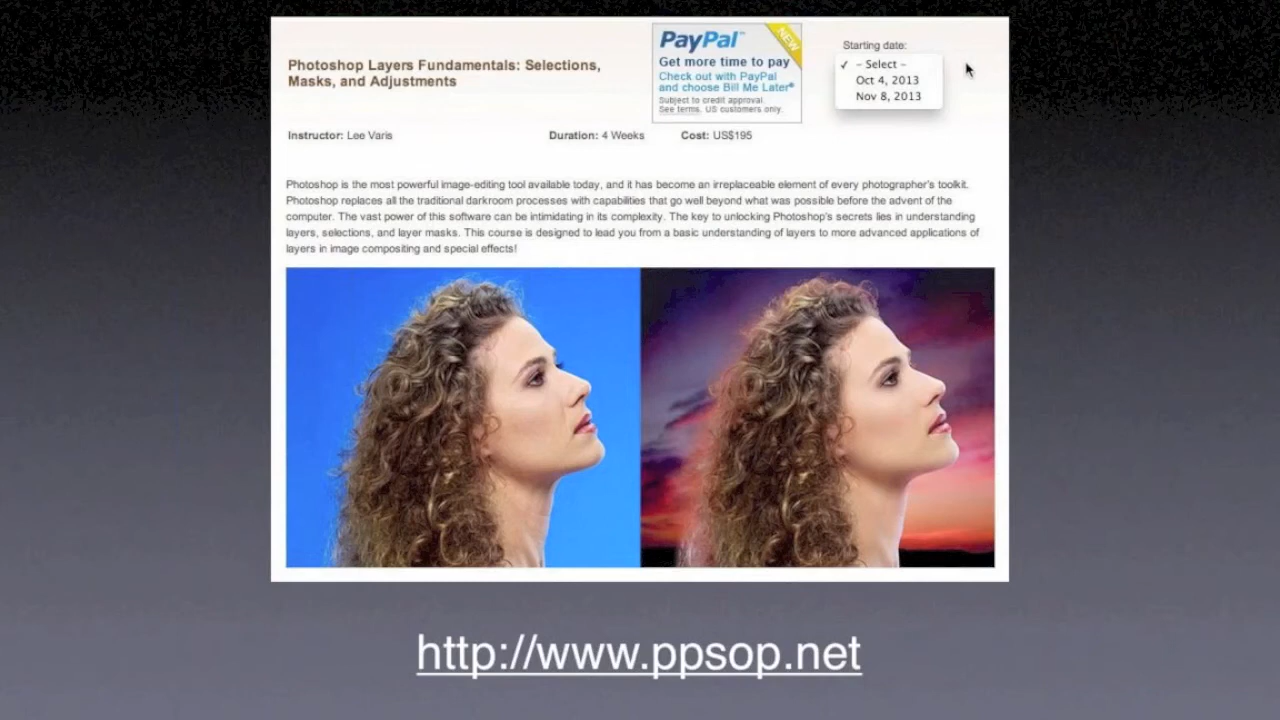 Photoshop Layers Fundamentals: Selections,
Masks, and Adjustments
PayPal™
NEW
Get more time to pay
Check out with PayPal
and choose Bill Me Later®
Subject to credit approval.
See terms. US customers only.
Starting date:
✓ – Select –
Oct 4, 2013
Nov 8, 2013
Instructor: Lee Varis
Duration: 4 Weeks
Cost: US$195
Photoshop is the most powerful image-editing tool available today, and it has become an irreplaceable element of every photographer's toolkit.
Photoshop replaces all the traditional darkroom processes with capabilities that go well beyond what was possible before the advent of the
computer. The vast power of this software can be intimidating in its complexity. The key to unlocking Photoshop's secrets lies in understanding
layers, selections, and layer masks. This course is designed to lead you from a basic understanding of layers to more advanced applications of
layers in image compositing and special effects!
http://www.ppsop.net